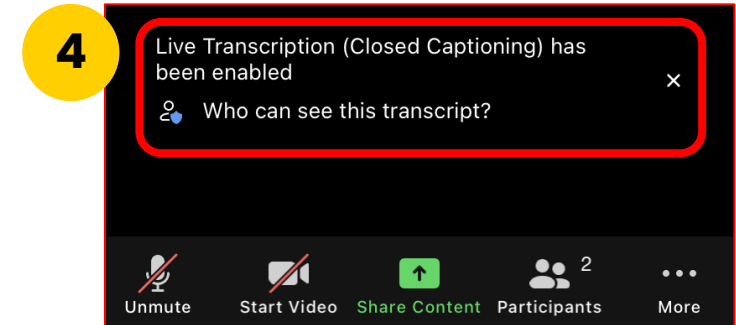 4
Live Transcription (Closed Captioning) has
been enabled
Who can see this transcript?
2
Unmute Start Video Share Content Participants More